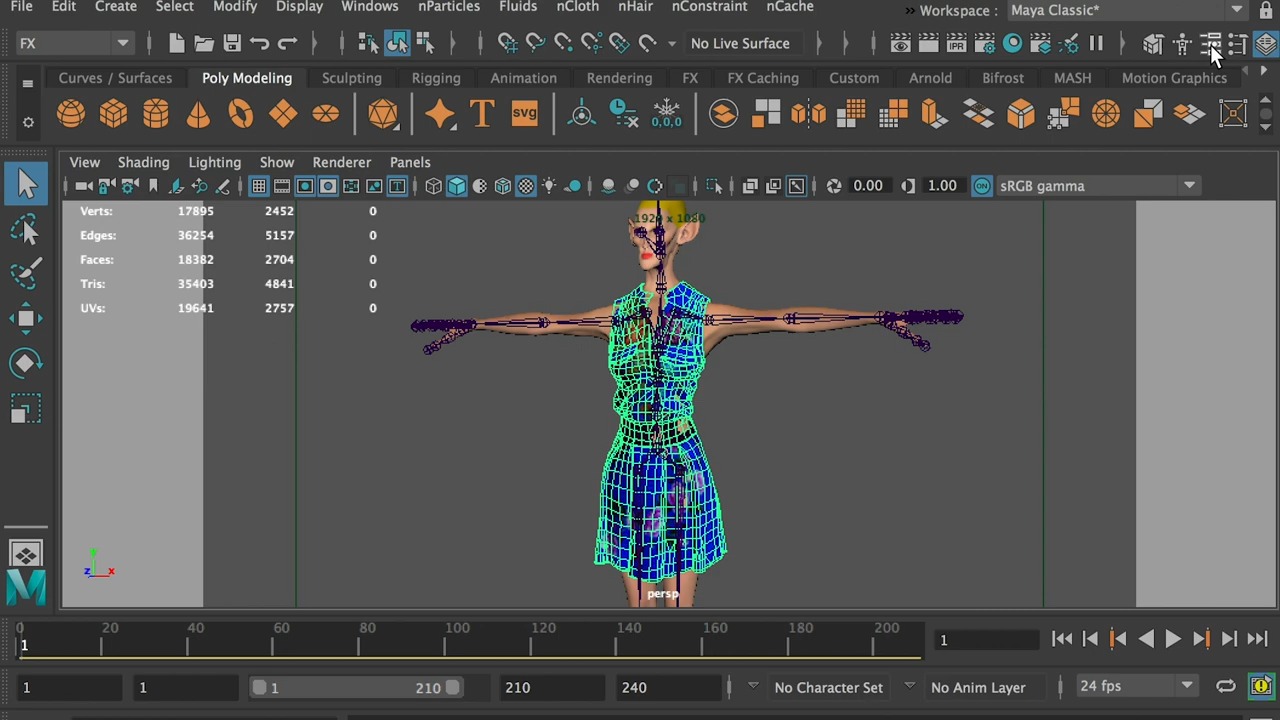 File Edit Create Select Modify Display Windows nParticles Fluids nCloth nHair nConstraint nCache
» Workspace : Maya Classic*
FX
No Live Surface
IPR
Curves / Surfaces Poly Modeling Sculpting Rigging Animation Rendering FX FX Caching Custom Arnold Bifrost MASH Motion Graphics
T svg 0,0,0
View Shading Lighting Show Renderer Panels
T 0.00 1.00 ON sRGB gamma
Verts: 17895 2452 0
Edges: 36254 5157 0
Faces: 18382 2704 0
Tris: 35403 4841 0
UVs: 19641 2757 0
1920 x 1080
y
z x
persp
M
0 20 40 60 80 100 120 140 160 180 200
1
1
1 1 1 210 210 240 No Character Set No Anim Layer 24 fps